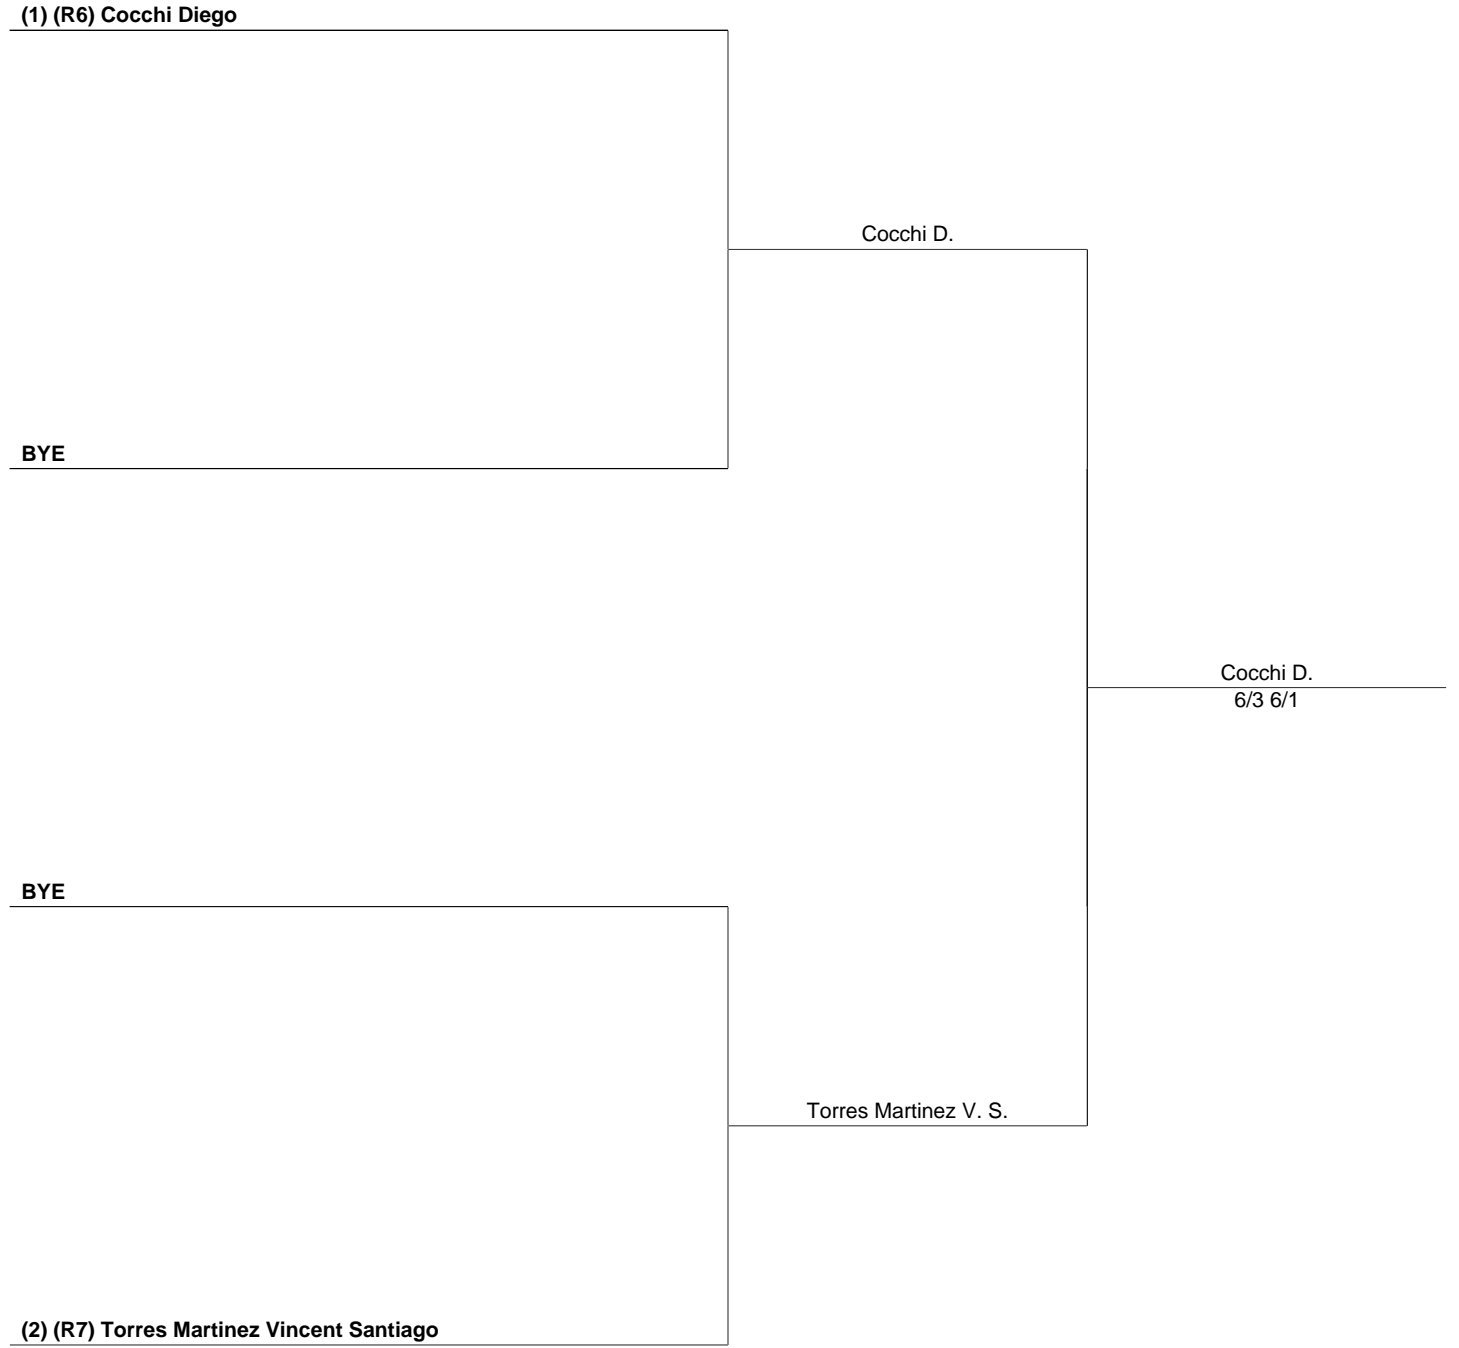 (1) (R6) Cocchi Diego
Cocchi D.
BYE
Cocchi D.
6/3 6/1
BYE
Torres Martinez V. S.
(2) (R7) Torres Martinez Vincent Santiago